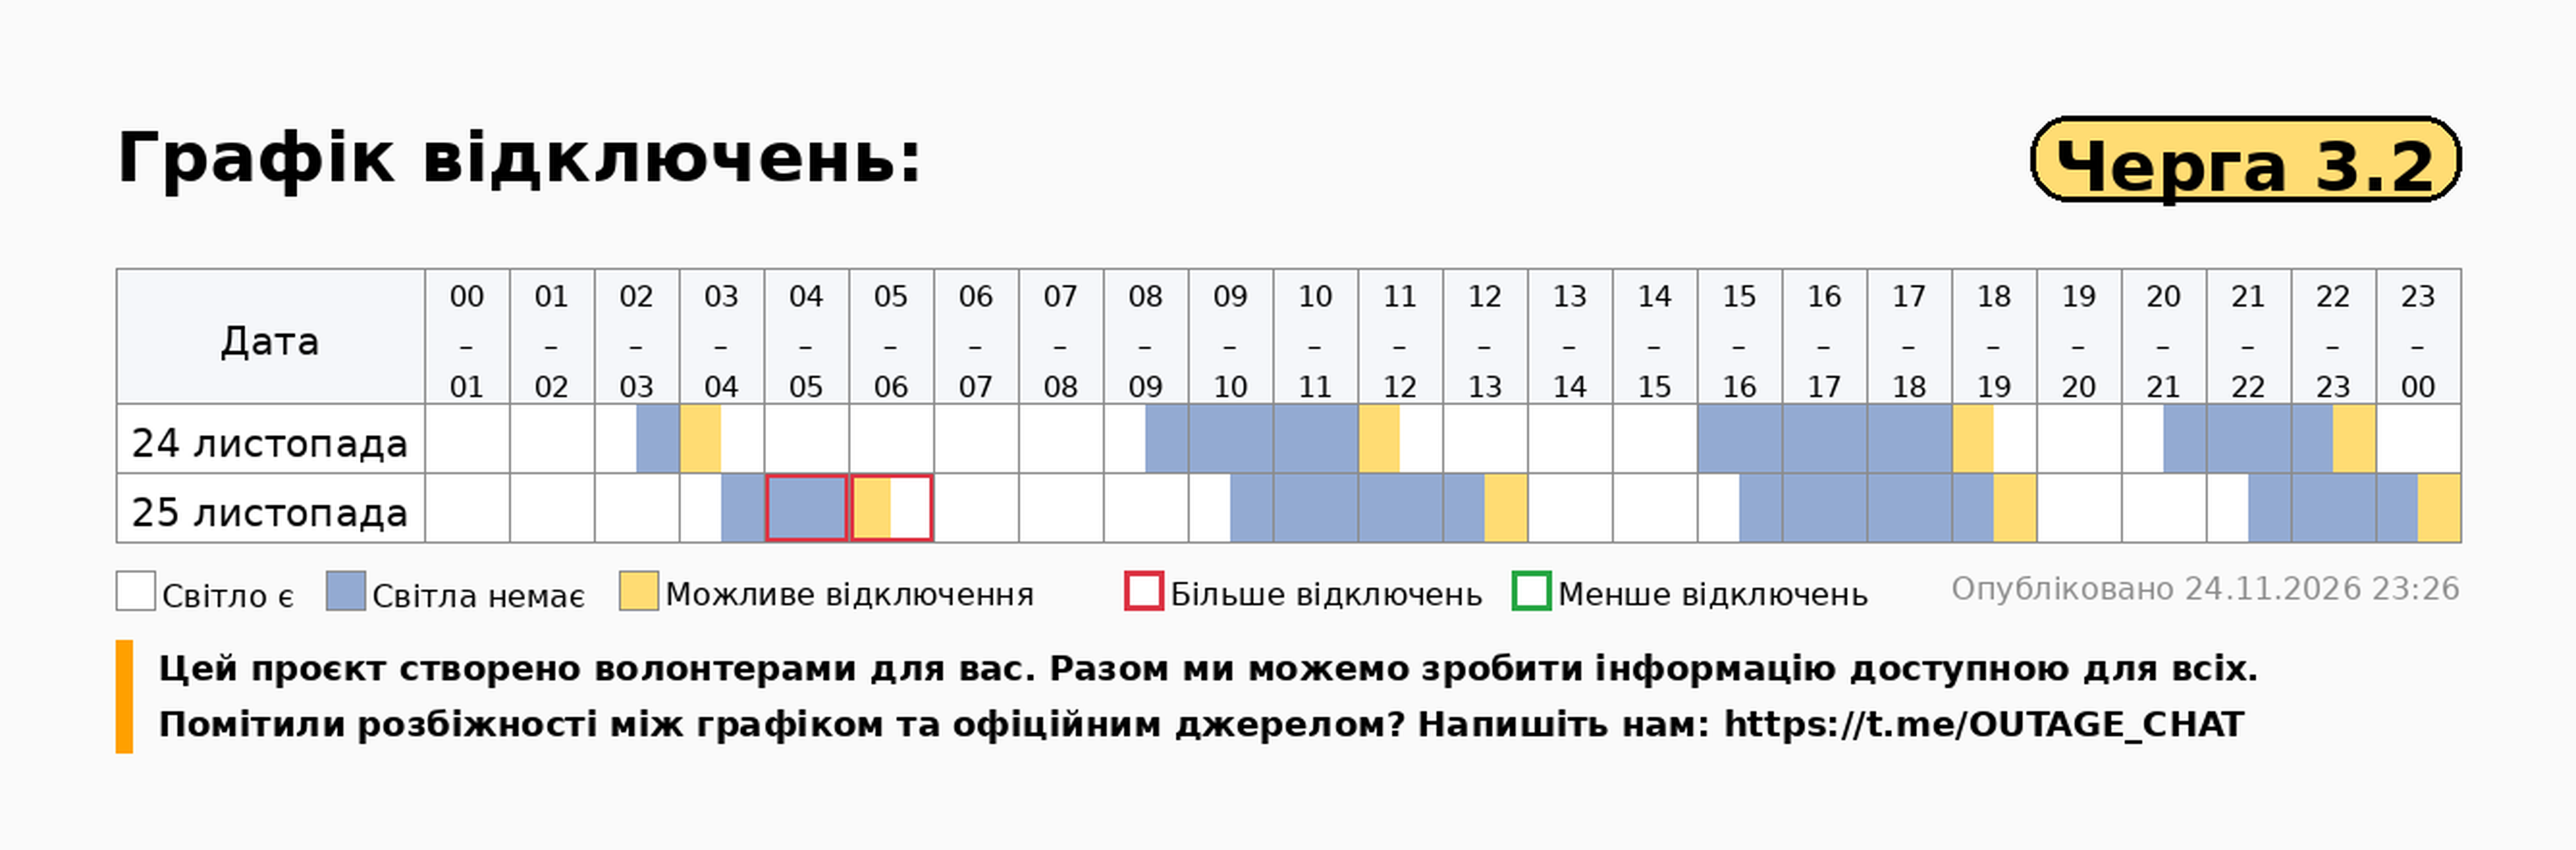 Графік відключень:
Черга 3.2
Дата 00 – 01 01 – 02 02 – 03 03 – 04 04 – 05 05 – 06 06 – 07 07 – 08 08 – 09 09 – 10 10 – 11 11 – 12 12 – 13 13 – 14 14 – 15 15 – 16 16 – 17 17 – 18 18 – 19 19 – 20 20 – 21 21 – 22 22 – 23 23 – 00
24 листопада
25 листопада
Світло є Світла немає Можливе відключення Більше відключень Менше відключень Опубліковано 24.11.2026 23:26
Цей проєкт створено волонтерами для вас. Разом ми можемо зробити інформацію доступною для всіх.
Помітили розбіжності між графіком та офіційним джерелом? Напишіть нам: https://t.me/OUTAGE_CHAT